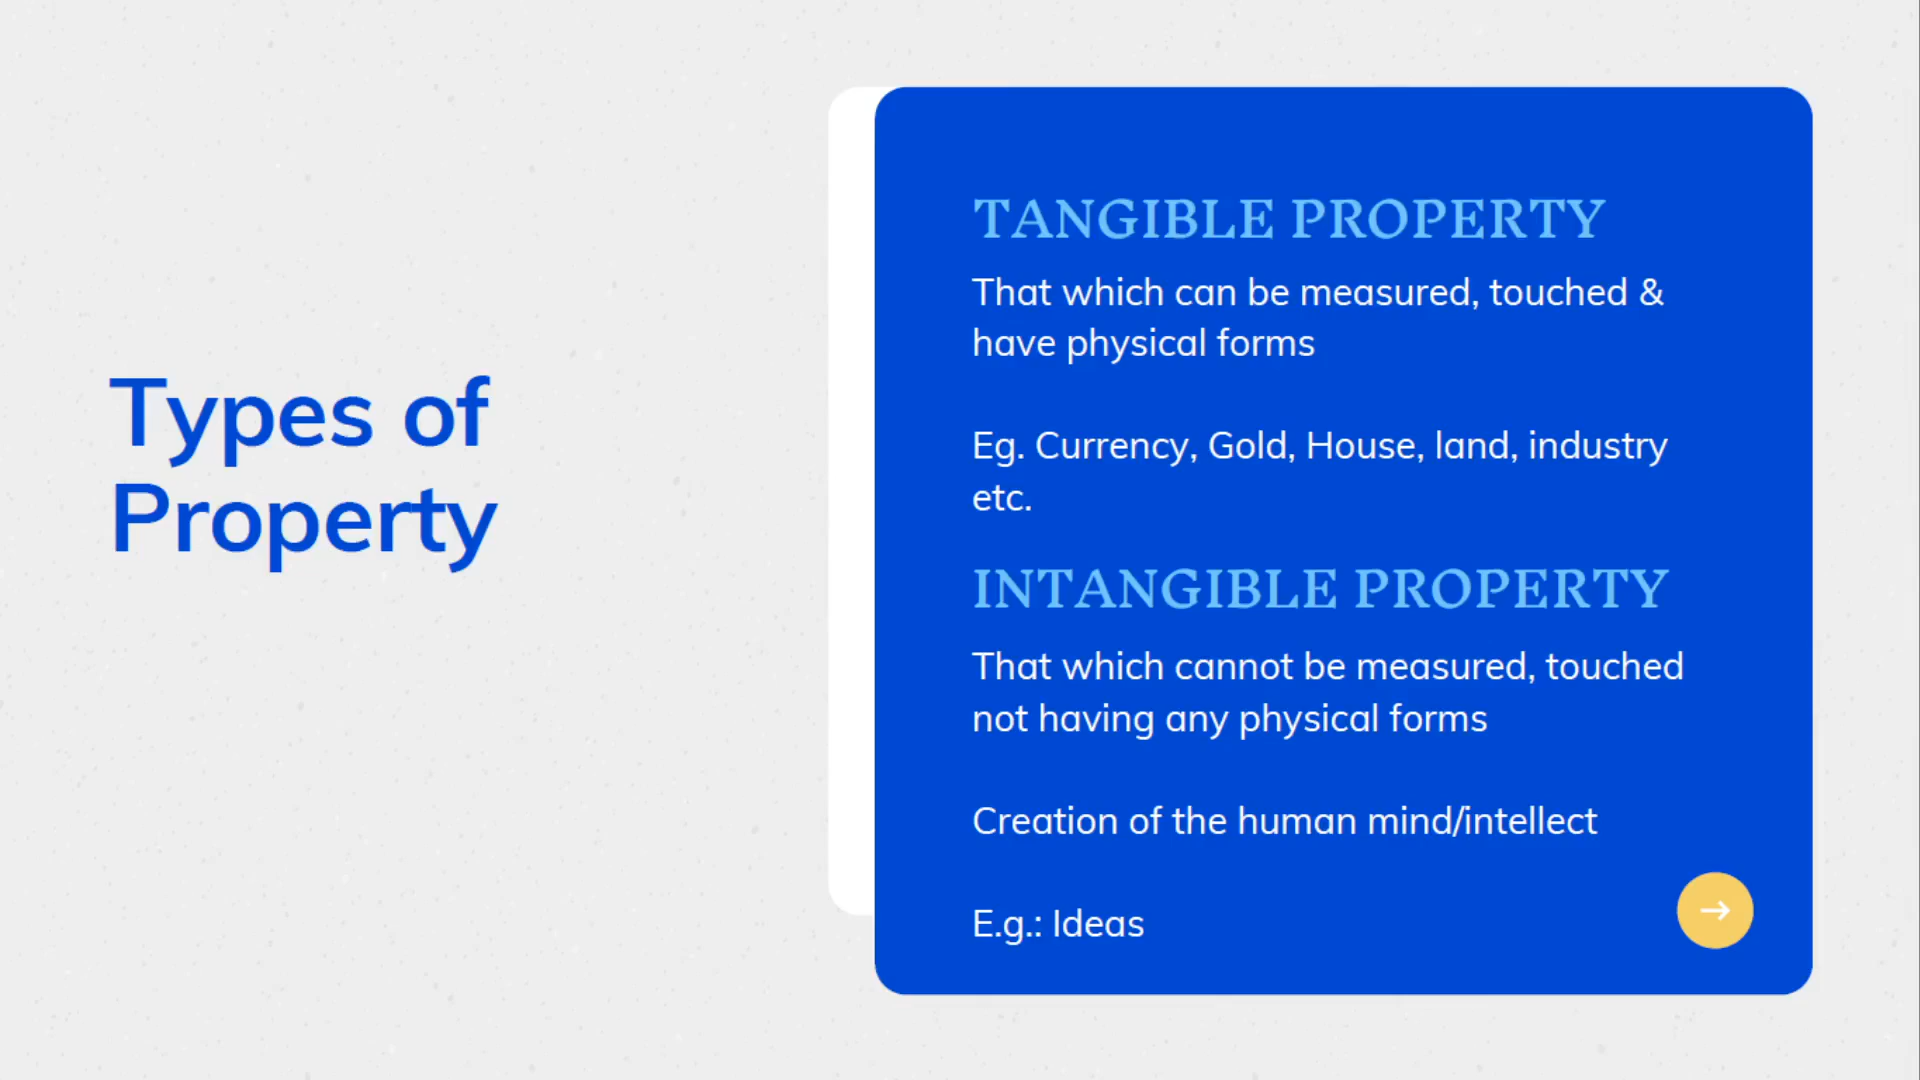 Types of
Property
TANGIBLE PROPERTY
That which can be measured, touched &
have physical forms
Eg. Currency, Gold, House, land, industry
etc.
INTANGIBLE PROPERTY
That which cannot be measured, touched
not having any physical forms
Creation of the human mind/intellect
E.g.: Ideas